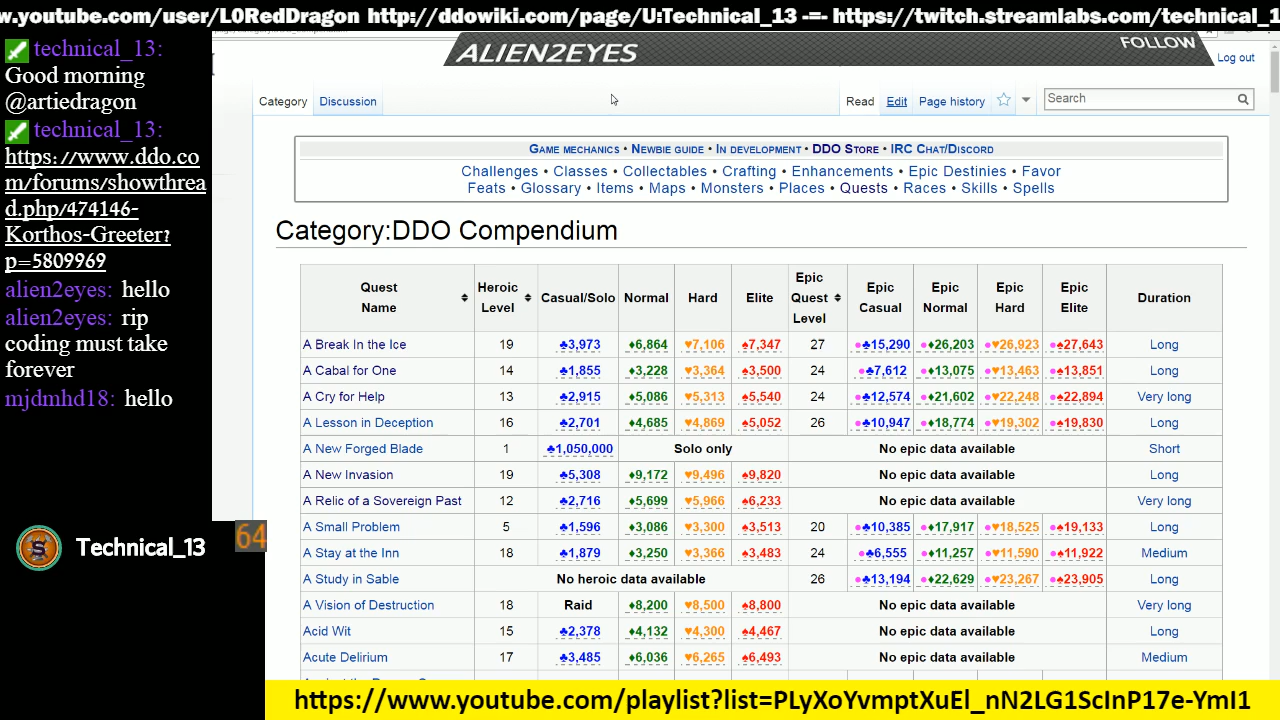 w.youtube.com/user/L0RedDragon http://ddowiki.com/page/U:Technical_13 -=- https://twitch.streamlabs.com/technical_1
technical_13:
Good morning
@artiedragon
technical_13:
https://www.ddo.co
m/forums/showthrea
d.php/474146-
Korthos-Greeter?
p=5809969
alien2eyes: hello
alien2eyes: rip
coding must take
forever
mjdmhd18: hello
Technical_13
64
ALIEN2EYES
FOLLOW
Log out
Category Discussion Read Edit Page history Search
Game mechanics • Newbie guide • In development • DDO Store • IRC Chat/Discord
Challenges • Classes • Collectables • Crafting • Enhancements • Epic Destinies • Favor
Feats • Glossary • Items • Maps • Monsters • Places • Quests • Races • Skills • Spells
Category:DDO Compendium
Quest Name Heroic Level Casual/Solo Normal Hard Elite Epic Quest Level Epic Casual Epic Normal Epic Hard Epic Elite Duration
A Break In the Ice 19 ♣3,973 ♦6,864 ♥7,106 ♠7,347 27 ●♣15,290 ●♦26,203 ●♥26,923 ●♠27,643 Long
A Cabal for One 14 ♣1,855 ♦3,228 ♥3,364 ♠3,500 24 ●♣7,612 ●♦13,075 ●♥13,463 ●♠13,851 Long
A Cry for Help 13 ♣2,915 ♦5,086 ♥5,313 ♠5,540 24 ●♣12,574 ●♦21,602 ●♥22,248 ●♠22,894 Very long
A Lesson in Deception 16 ♣2,701 ♦4,685 ♥4,869 ♠5,052 26 ●♣10,947 ●♦18,774 ●♥19,302 ●♠19,830 Long
A New Forged Blade 1 ♣1,050,000 Solo only No epic data available Short
A New Invasion 19 ♣5,308 ♦9,172 ♥9,496 ♠9,820 No epic data available Long
A Relic of a Sovereign Past 12 ♣2,716 ♦5,699 ♥5,966 ♠6,233 No epic data available Very long
A Small Problem 5 ♣1,596 ♦3,086 ♥3,300 ♠3,513 20 ●♣10,385 ●♦17,917 ●♥18,525 ●♠19,133 Long
A Stay at the Inn 18 ♣1,879 ♦3,250 ♥3,366 ♠3,483 24 ●♣6,555 ●♦11,257 ●♥11,590 ●♠11,922 Medium
A Study in Sable No heroic data available 26 ●♣13,194 ●♦22,629 ●♥23,267 ●♠23,905 Long
A Vision of Destruction 18 Raid ♦8,200 ♥8,500 ♠8,800 No epic data available Very long
Acid Wit 15 ♣2,378 ♦4,132 ♥4,300 ♠4,467 No epic data available Long
Acute Delirium 17 ♣3,485 ♦6,036 ♥6,265 ♠6,493 No epic data available Medium
https://www.youtube.com/playlist?list=PLyXoYvmptXuEl_nN2LG1ScInP17e-YmI1